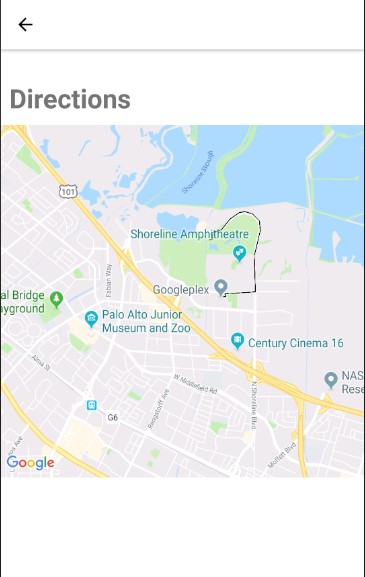 Directions
Shoreline Slough
101
Shoreline Amphitheatre
Fabian Way
Googleplex
al Bridge
ayground
Palo Alto Junior
Museum and Zoo
Century Cinema 16
Alma St
W Middlefield Rd
NAS
Rese
N Shoreline Blvd
Rengstorff Ave
G6
Moffett Blvd
Google